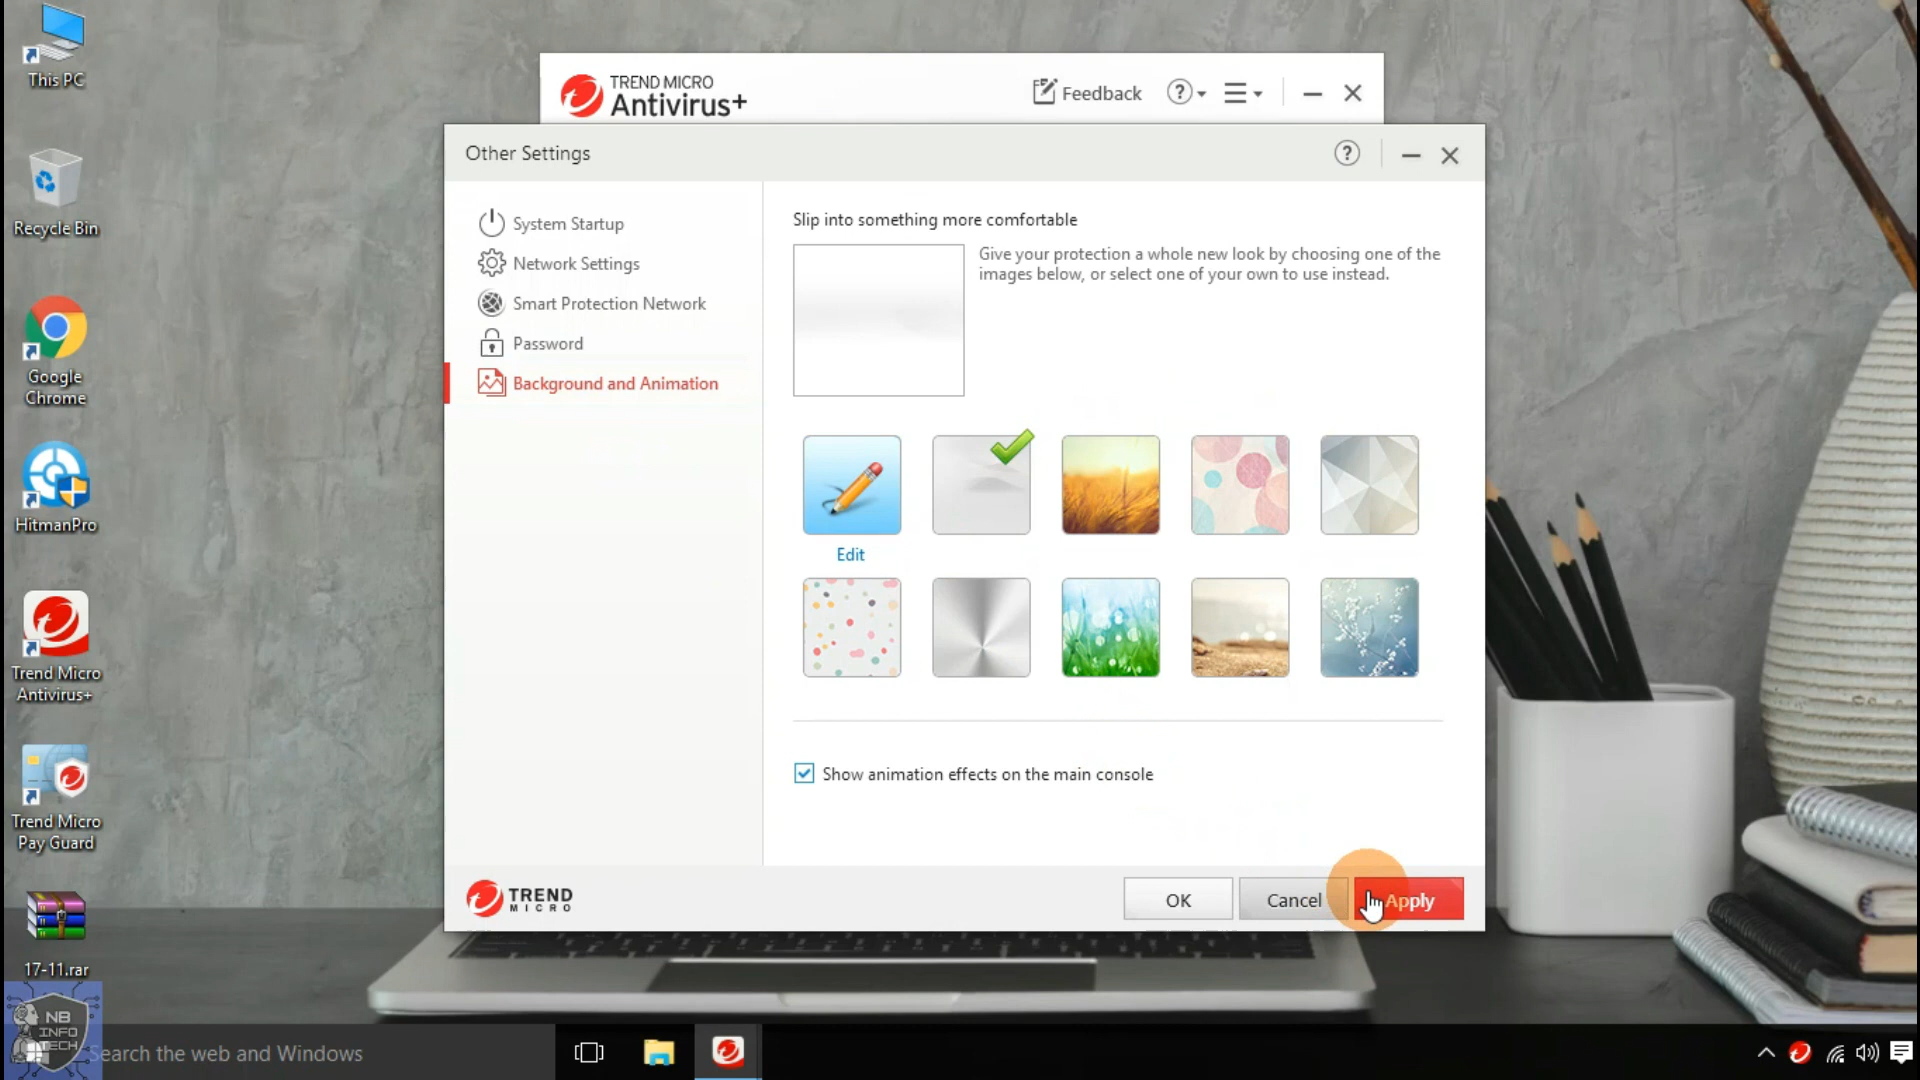 This PC
Recycle Bin
Google
Chrome
HitmanPro
Trend Micro
Antivirus+
Trend Micro
Pay Guard
17-11.rar
TREND MICRO
Antivirus+
Feedback
?
Other Settings
?
System Startup
Network Settings
Smart Protection Network
Password
Background and Animation
Slip into something more comfortable
Give your protection a whole new look by choosing one of the
images below, or select one of your own to use instead.
Edit
Show animation effects on the main console
TREND
MICRO
OK
Cancel
Apply
NB
INFO
TECH
Search the web and Windows